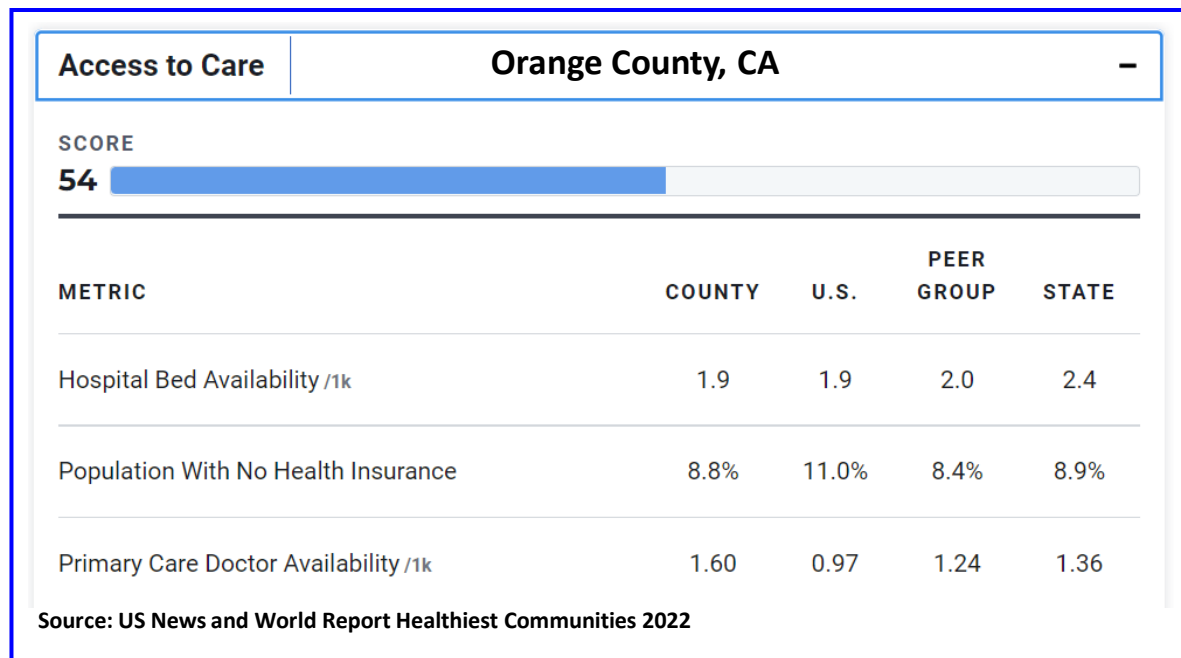 Access to Care Orange County, CA –
SCORE
54
METRIC COUNTY U.S. PEER GROUP STATE
Hospital Bed Availability /1k 1.9 1.9 2.0 2.4
Population With No Health Insurance 8.8% 11.0% 8.4% 8.9%
Primary Care Doctor Availability /1k 1.60 0.97 1.24 1.36
Source: US News and World Report Healthiest Communities 2022